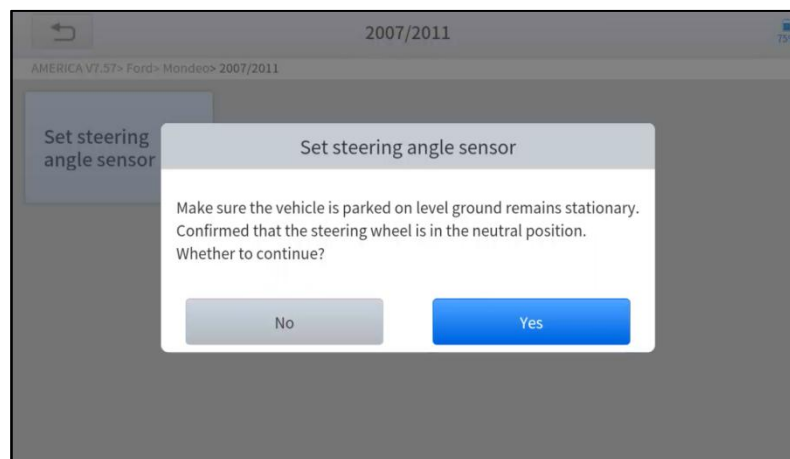 2007/2011
75%
AMERICA V7.57> Ford> Mondeo> 2007/2011
Set steering
angle sensor
Set steering angle sensor
Make sure the vehicle is parked on level ground remains stationary.
Confirmed that the steering wheel is in the neutral position.
Whether to continue?
No
Yes